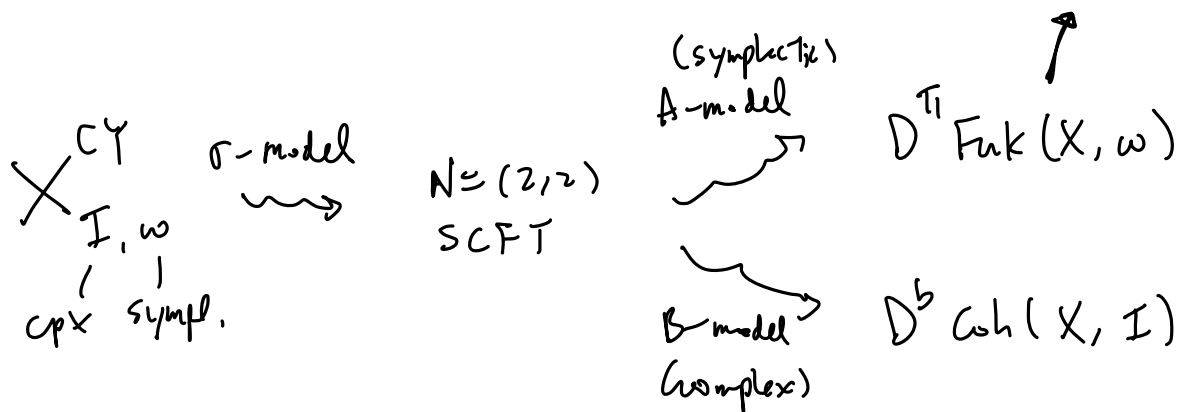 (symplectic)
A-model
D^π Fuk(X, ω)
CY
σ-model
N=(2,2)
X
I, ω
SCFT
cpx sympl.
B-model
D^b Coh(X, I)
(complex)